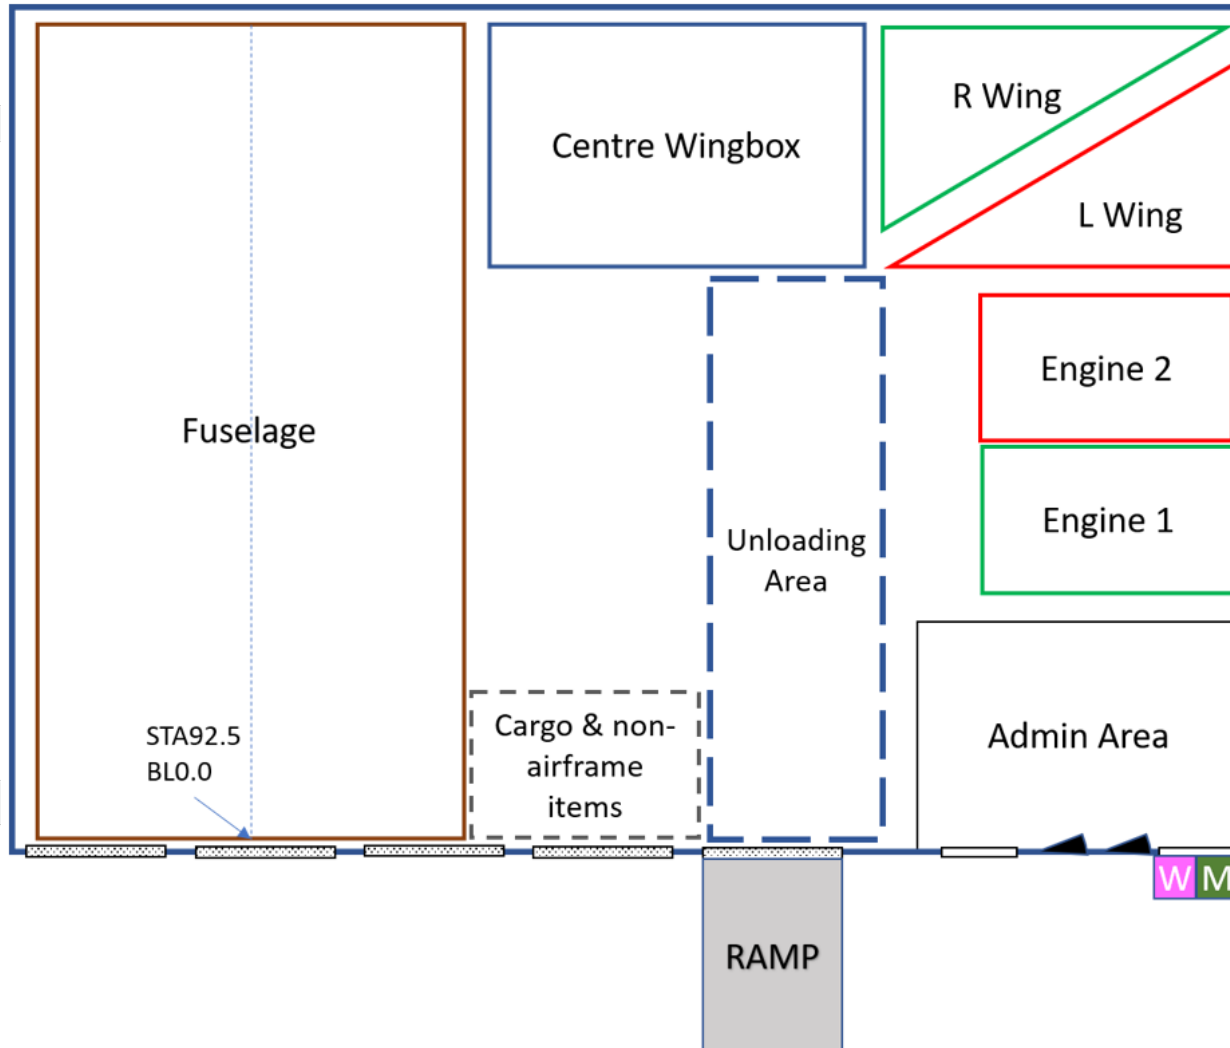 R Wing
Centre Wingbox
L Wing
Engine 2
Fuselage
Engine 1
Unloading
Area
Cargo & non-
airframe
items
STA92.5
BL0.0
Admin Area
W M
RAMP